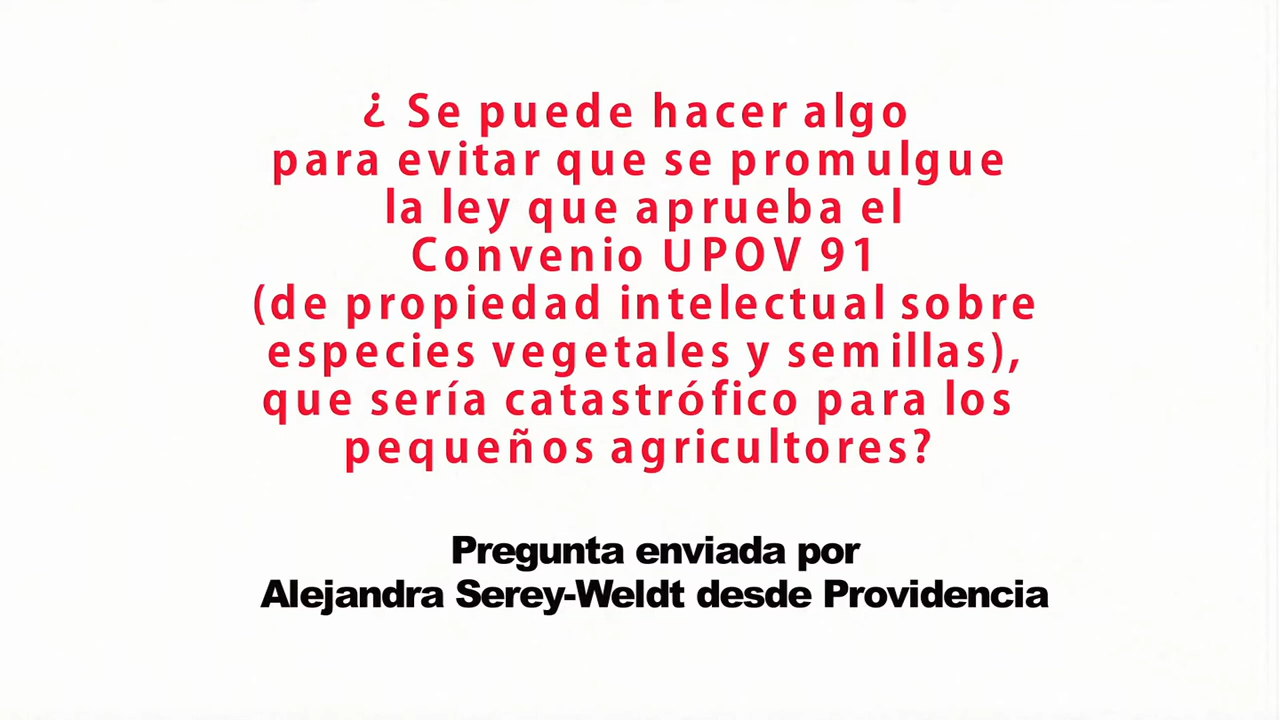 ¿ Se puede hacer algo
para evitar que se promulgue
la ley que aprueba el
Convenio UPOV 91
(de propiedad intelectual sobre
especies vegetales y semillas),
que sería catastrófico para los
pequeños agricultores?
Pregunta enviada por
Alejandra Serey-Weldt desde Providencia